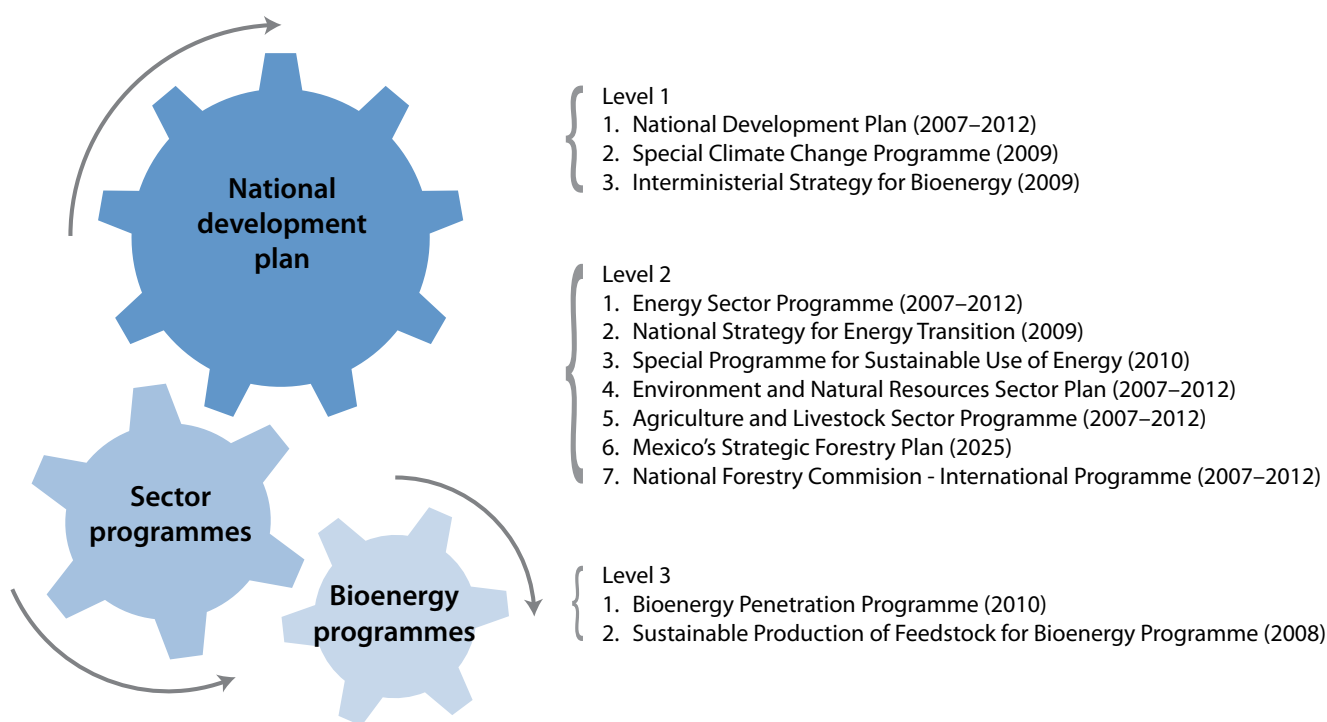 National
development
plan
Sector
programmes
Bioenergy
programmes
Level 1
1. National Development Plan (2007–2012)
2. Special Climate Change Programme (2009)
3. Interministerial Strategy for Bioenergy (2009)
Level 2
1. Energy Sector Programme (2007–2012)
2. National Strategy for Energy Transition (2009)
3. Special Programme for Sustainable Use of Energy (2010)
4. Environment and Natural Resources Sector Plan (2007–2012)
5. Agriculture and Livestock Sector Programme (2007–2012)
6. Mexico’s Strategic Forestry Plan (2025)
7. National Forestry Commision - International Programme (2007–2012)
Level 3
1. Bioenergy Penetration Programme (2010)
2. Sustainable Production of Feedstock for Bioenergy Programme (2008)